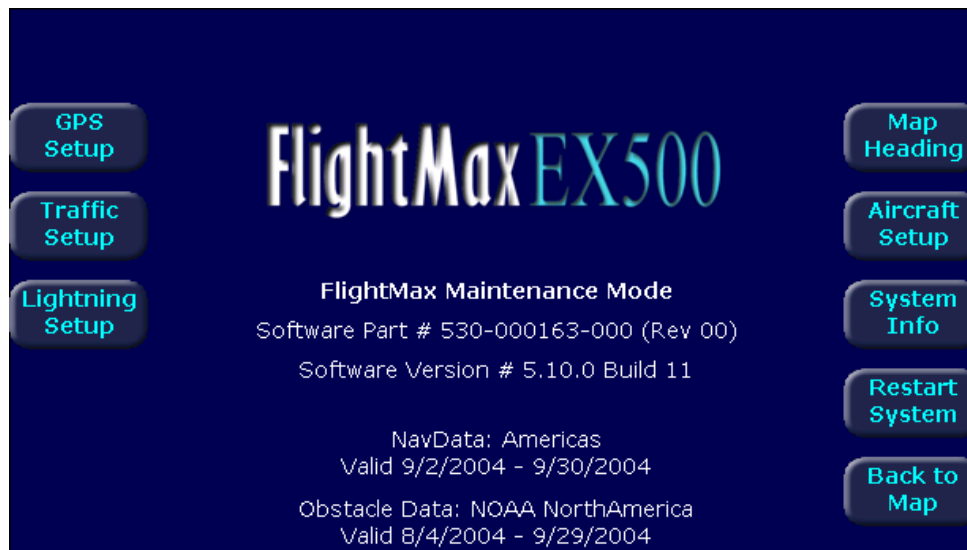 GPS
Setup
Traffic
Setup
Lightning
Setup
FlightMax EX500
FlightMax Maintenance Mode
Software Part # 530-000163-000 (Rev 00)
Software Version # 5.10.0 Build 11
NavData: Americas
Valid 9/2/2004 - 9/30/2004
Obstacle Data: NOAA NorthAmerica
Valid 8/4/2004 - 9/29/2004
Map
Heading
Aircraft
Setup
System
Info
Restart
System
Back to
Map